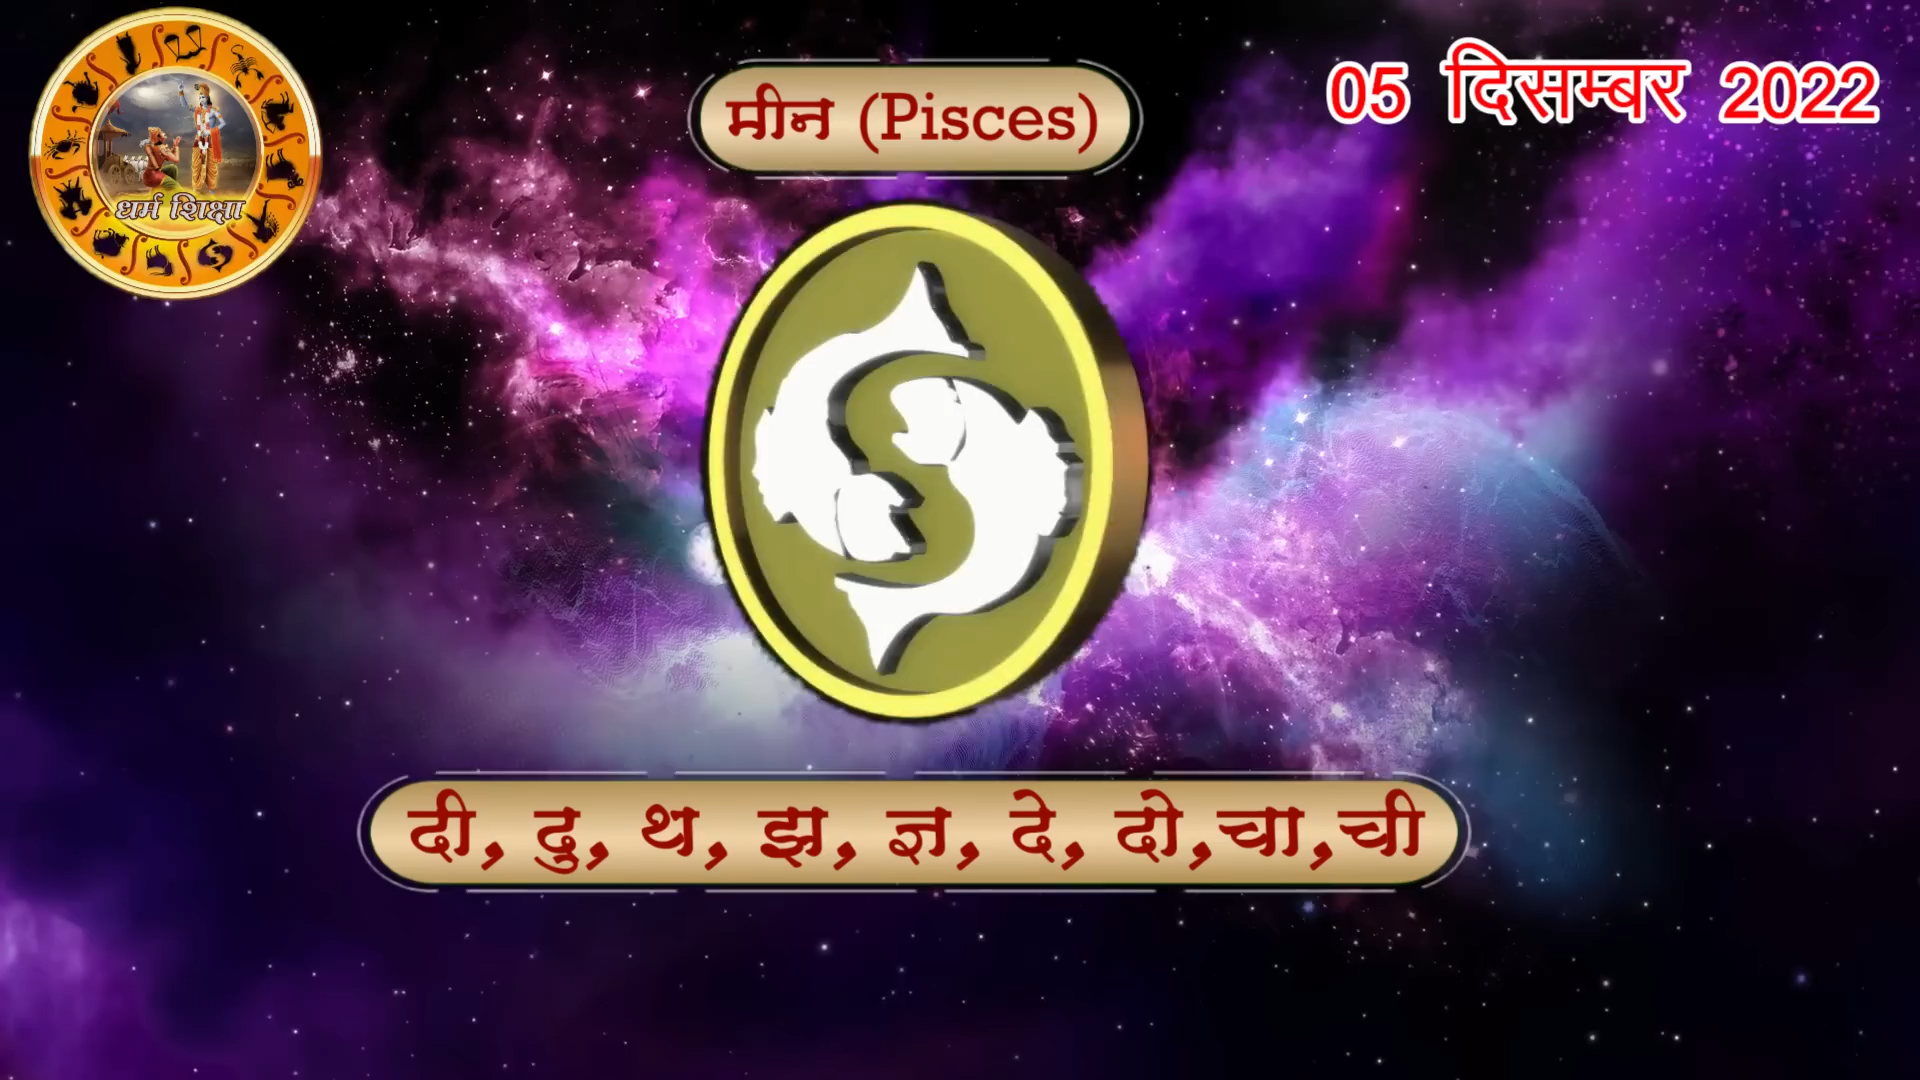 धर्म शिक्षा
मीन (Pisces)
05 दिसम्बर 2022
दी, दु, थ, झ, ज्ञ, दे, दो,चा,ची